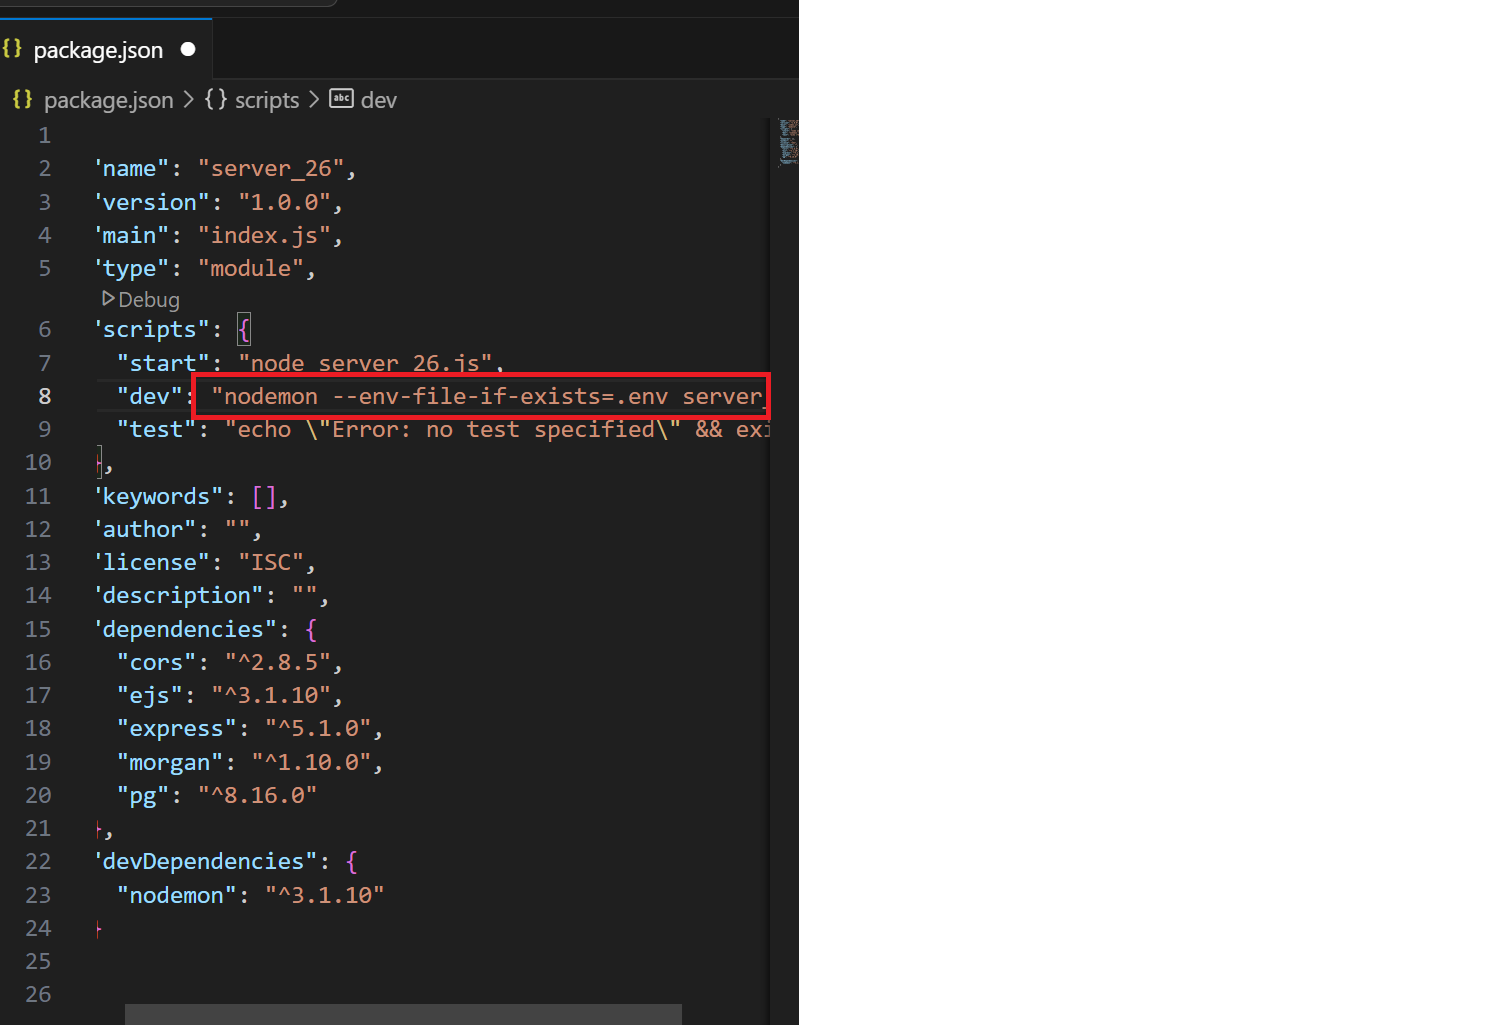 package.json
package.json > {} scripts > abc dev
1
2 'name": "server_26",
3 'version": "1.0.0",
4 'main": "index.js",
5 'type": "module",
Debug
6 'scripts": {
7 "start": "node server_26.js",
8 "dev": "nodemon --env-file-if-exists=.env server_
9 "test": "echo \"Error: no test specified\" && exi
10 },
11 'keywords": [],
12 'author": "",
13 'license": "ISC",
14 'description": "",
15 'dependencies": {
16 "cors": "^2.8.5",
17 "ejs": "^3.1.10",
18 "express": "^5.1.0",
19 "morgan": "^1.10.0",
20 "pg": "^8.16.0"
21 },
22 'devDependencies": {
23 "nodemon": "^3.1.10"
24 }
25
26